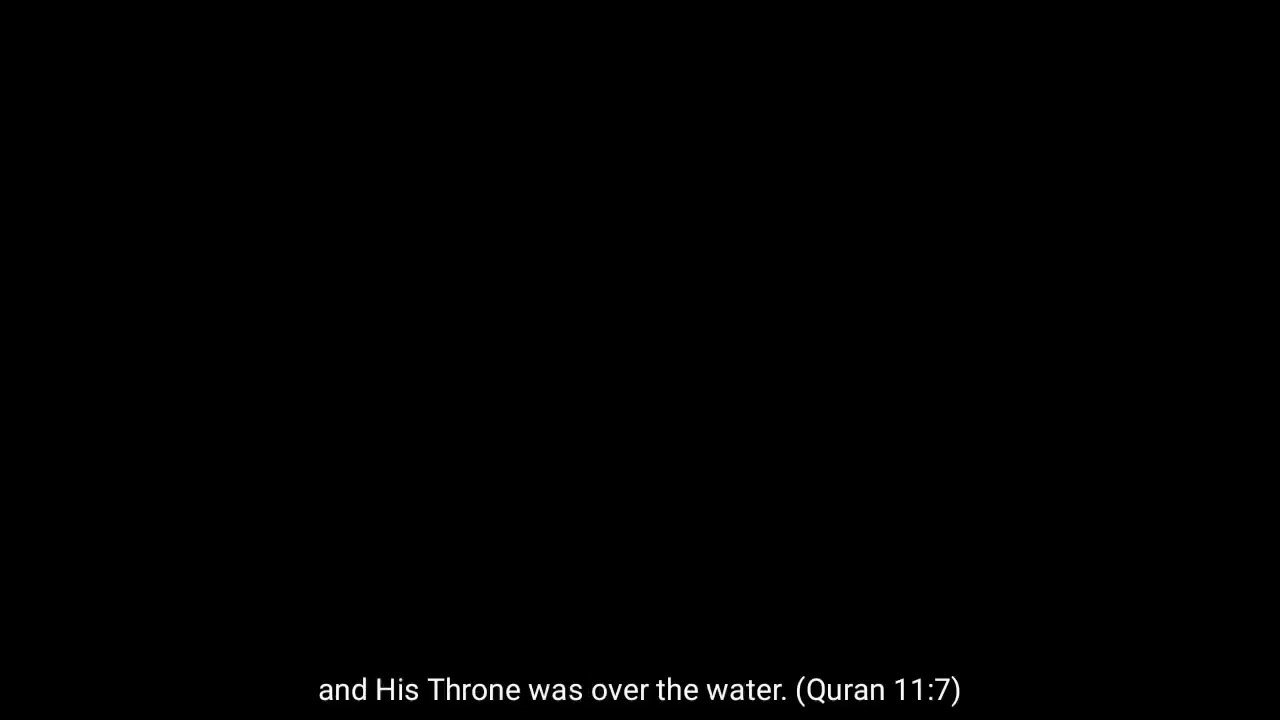 and His Throne was over the water. (Quran 11:7)